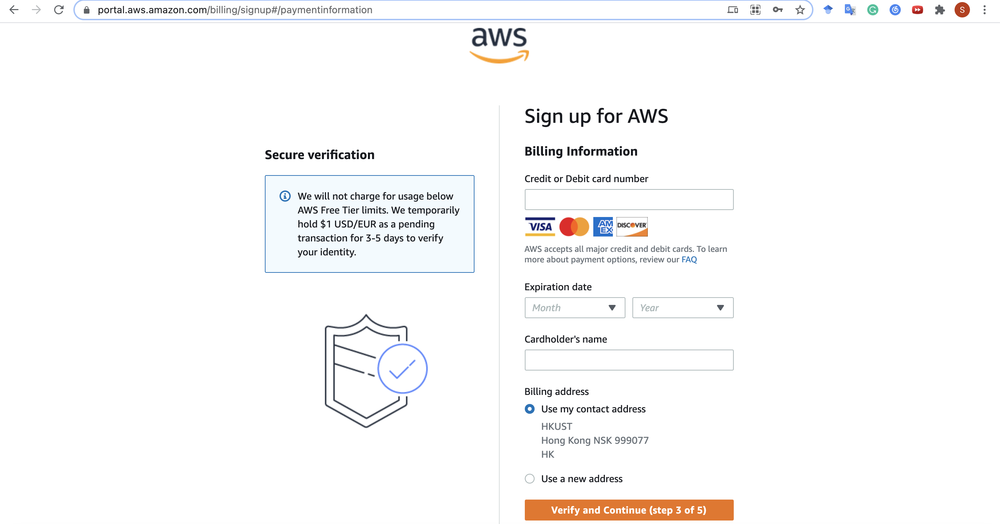 portal.aws.amazon.com/billing/signup#/paymentinformation
S
aws
Secure verification
We will not charge for usage below
AWS Free Tier limits. We temporarily
hold $1 USD/EUR as a pending
transaction for 3-5 days to verify
your identity.
Sign up for AWS
Billing Information
Credit or Debit card number
VISA
AM
EX
DISCOVER
AWS accepts all major credit and debit cards. To learn
more about payment options, review our FAQ
Expiration date
Month
Year
Cardholder's name
Billing address
Use my contact address
HKUST
Hong Kong NSK 999077
HK
Use a new address
Verify and Continue (step 3 of 5)